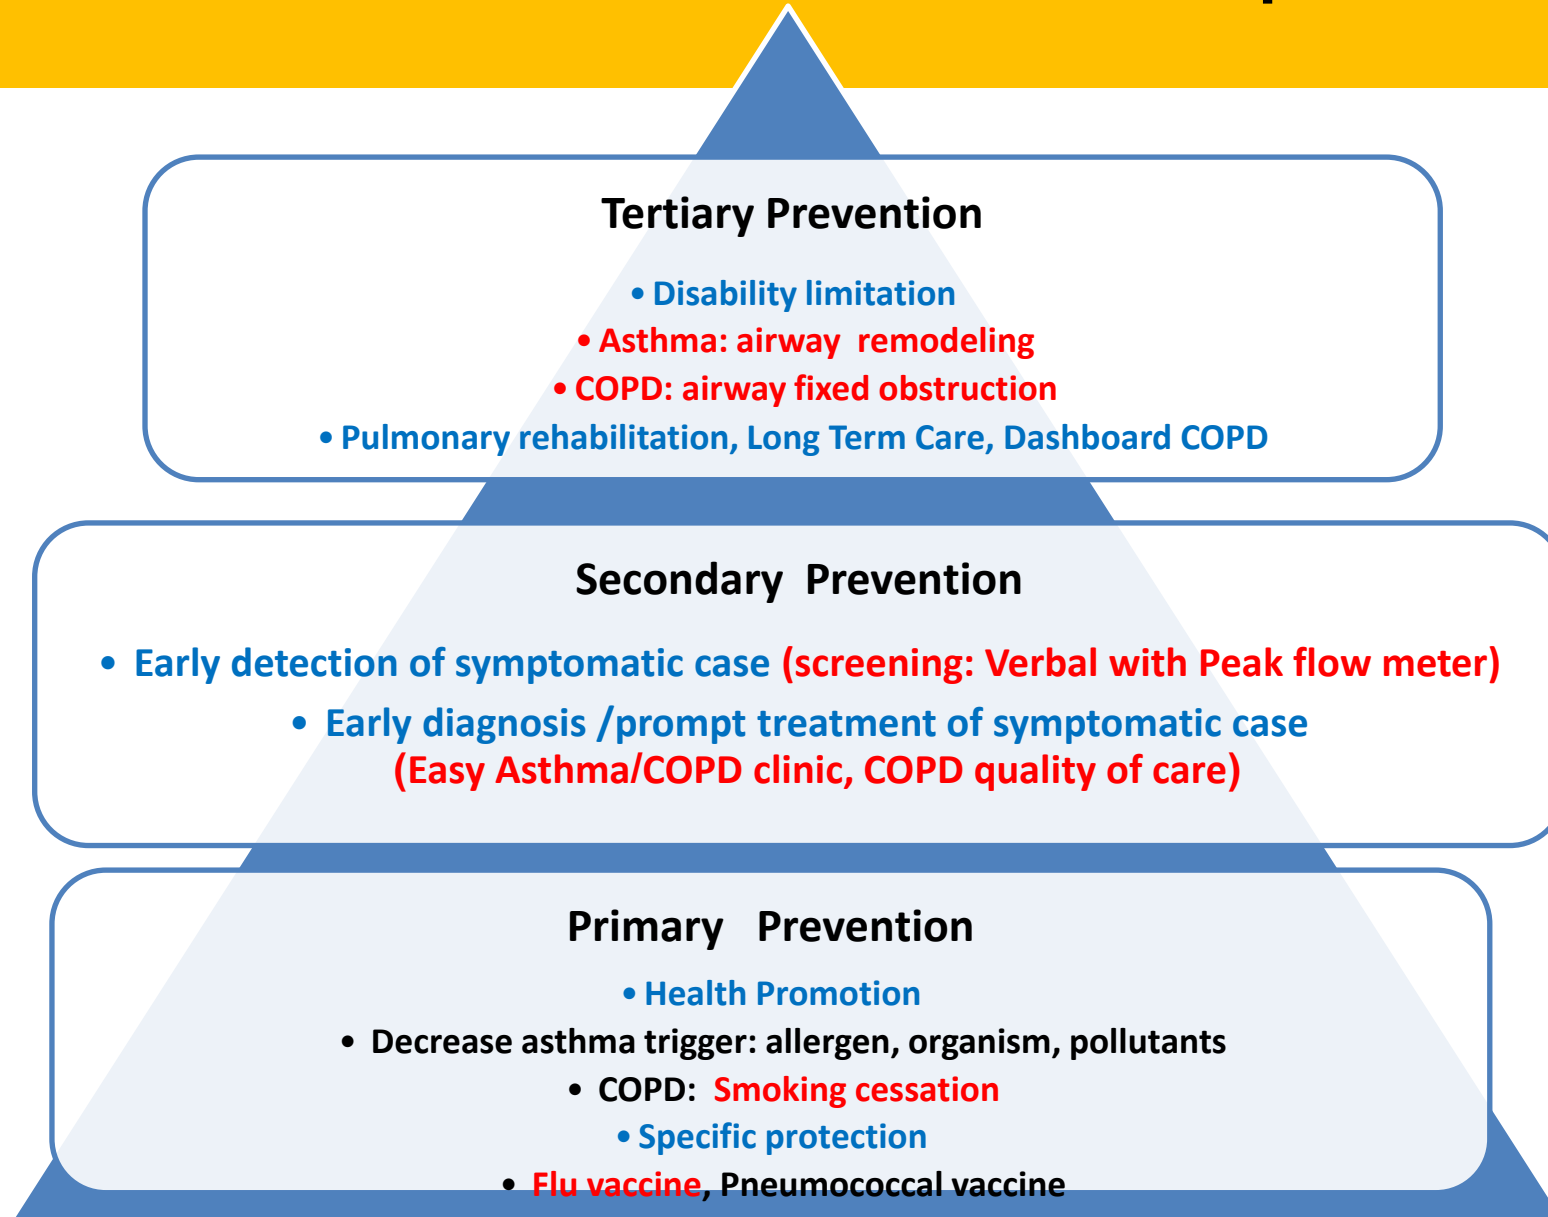 Tertiary Prevention
• Disability limitation
• Asthma: airway remodeling
• COPD: airway fixed obstruction
• Pulmonary rehabilitation, Long Term Care, Dashboard COPD
Secondary Prevention
• Early detection of symptomatic case (screening: Verbal with Peak flow meter)
• Early diagnosis /prompt treatment of symptomatic case
(Easy Asthma/COPD clinic, COPD quality of care)
Primary Prevention
• Health Promotion
• Decrease asthma trigger: allergen, organism, pollutants
• COPD: Smoking cessation
• Specific protection
• Flu vaccine, Pneumococcal vaccine